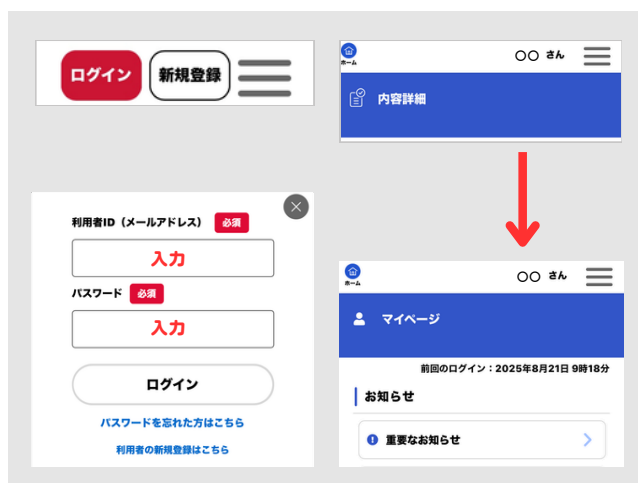 ログイン
新規登録
利用者ID（メールアドレス） 必須
入力
パスワード 必須
入力
ログイン
パスワードを忘れた方はこちら
利用者の新規登録はこちら
ホーム
○○ さん
内容詳細
ホーム
○○ さん
マイページ
前回のログイン：2025年8月21日 9時18分
お知らせ
重要なお知らせ